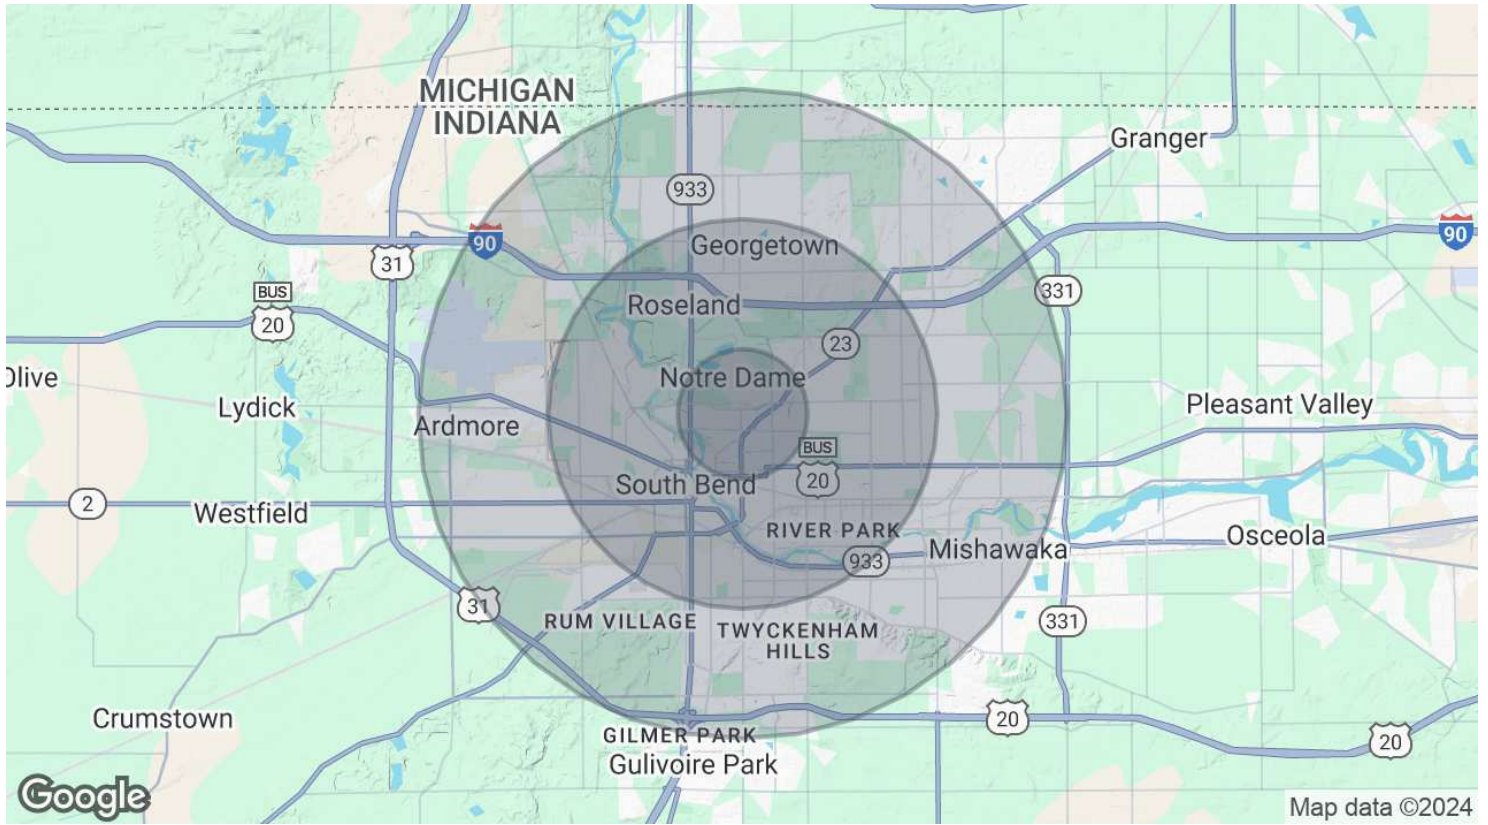 MICHIGAN
INDIANA
Granger
933
90
Georgetown
90
31
BUS
20
331
Roseland
23
Notre Dame
Olive
Lydick
Ardmore
Pleasant Valley
BUS
20
South Bend
2
Westfield
RIVER PARK
Osceola
Mishawaka
933
31
RUM VILLAGE
331
TWYCKENHAM
HILLS
Crumstown
20
GILMER PARK
20
Gulivoire Park
Google
Map data ©2024